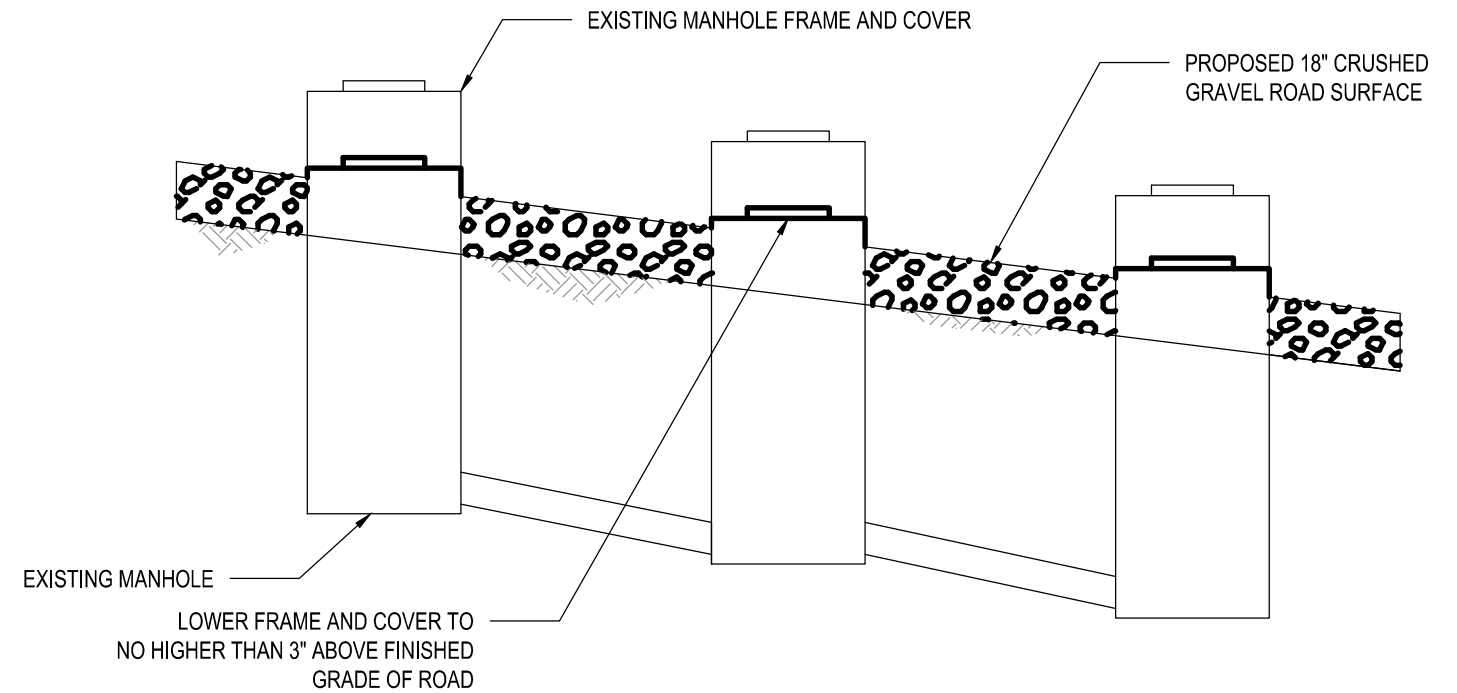 EXISTING MANHOLE FRAME AND COVER
PROPOSED 18" CRUSHED
GRAVEL ROAD SURFACE
EXISTING MANHOLE
LOWER FRAME AND COVER TO
NO HIGHER THAN 3" ABOVE FINISHED
GRADE OF ROAD